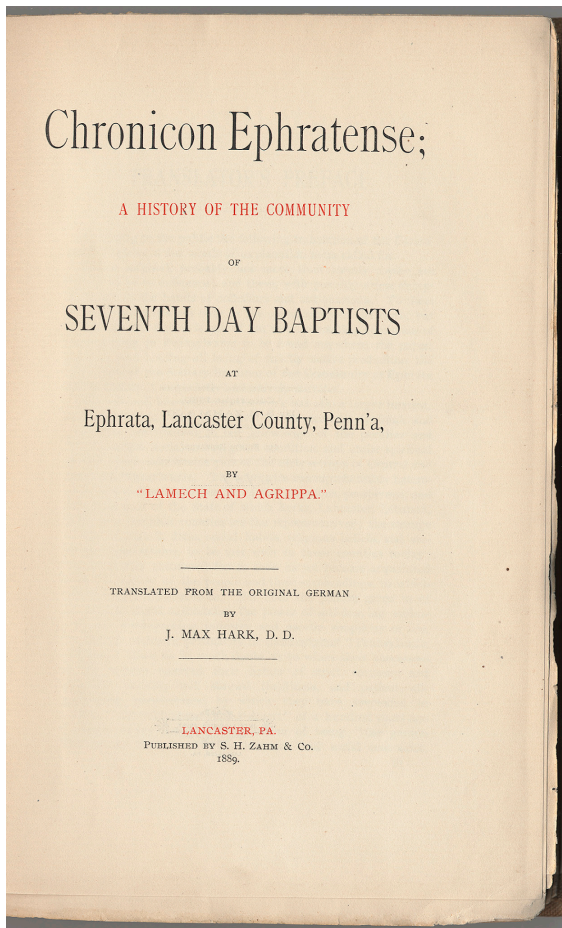 Chronicon Ephratense;
A HISTORY OF THE COMMUNITY
OF
SEVENTH DAY BAPTISTS
AT
Ephrata, Lancaster County, Penn'a,
BY
"LAMECH AND AGRIPPA."
TRANSLATED FROM THE ORIGINAL GERMAN
BY
J. MAX HARK, D. D.
LANCASTER, PA.
PUBLISHED BY S. H. ZAHM & CO.
1889.